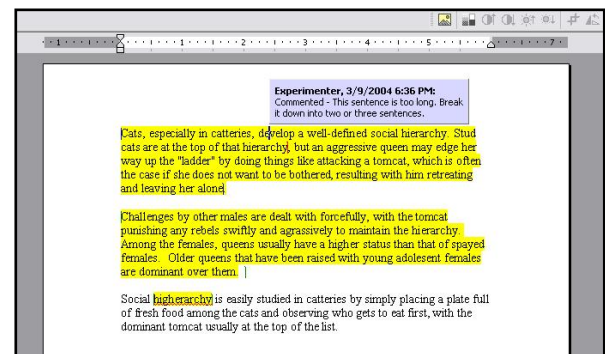 1 1 2 3 4 5 7
Experimenter, 3/9/2004 6:36 PM:
Commented - This sentence is too long. Break
it down into two or three sentences.
Cats, especially in catteries, develop a well-defined social hierarchy. Stud
cats are at the top of that hierarchy, but an aggressive queen may edge her
way up the "ladder" by doing things like attacking a tomcat, which is often
the case if she does not want to be bothered, resulting with him retreating
and leaving her alone.
Challenges by other males are dealt with forcefully, with the tomcat
punishing any rebels swiftly and agrassively to maintain the hierarchy.
Among the females, queens usually have a higher status than that of spayed
females. Older queens that have been raised with young adolesent females
are dominant over them.
Social higherarchy is easily studied in catteries by simply placing a plate full
of fresh food among the cats and observing who gets to eat first, with the
dominant tomcat usually at the top of the list.